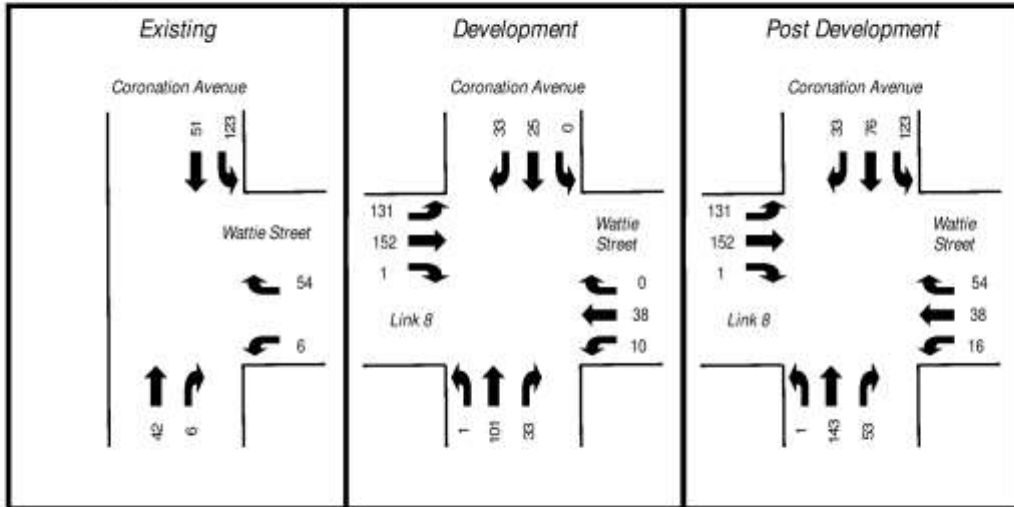 Existing
Coronation Avenue
51
123
Wattie Street
54
6
42
6
Development
Coronation Avenue
33
25
0
131
152
1
Wattie
Street
0
38
10
Link 8
1
101
33
Post Development
Coronation Avenue
33
76
123
131
152
1
Wattie
Street
54
38
16
Link 8
1
143
53